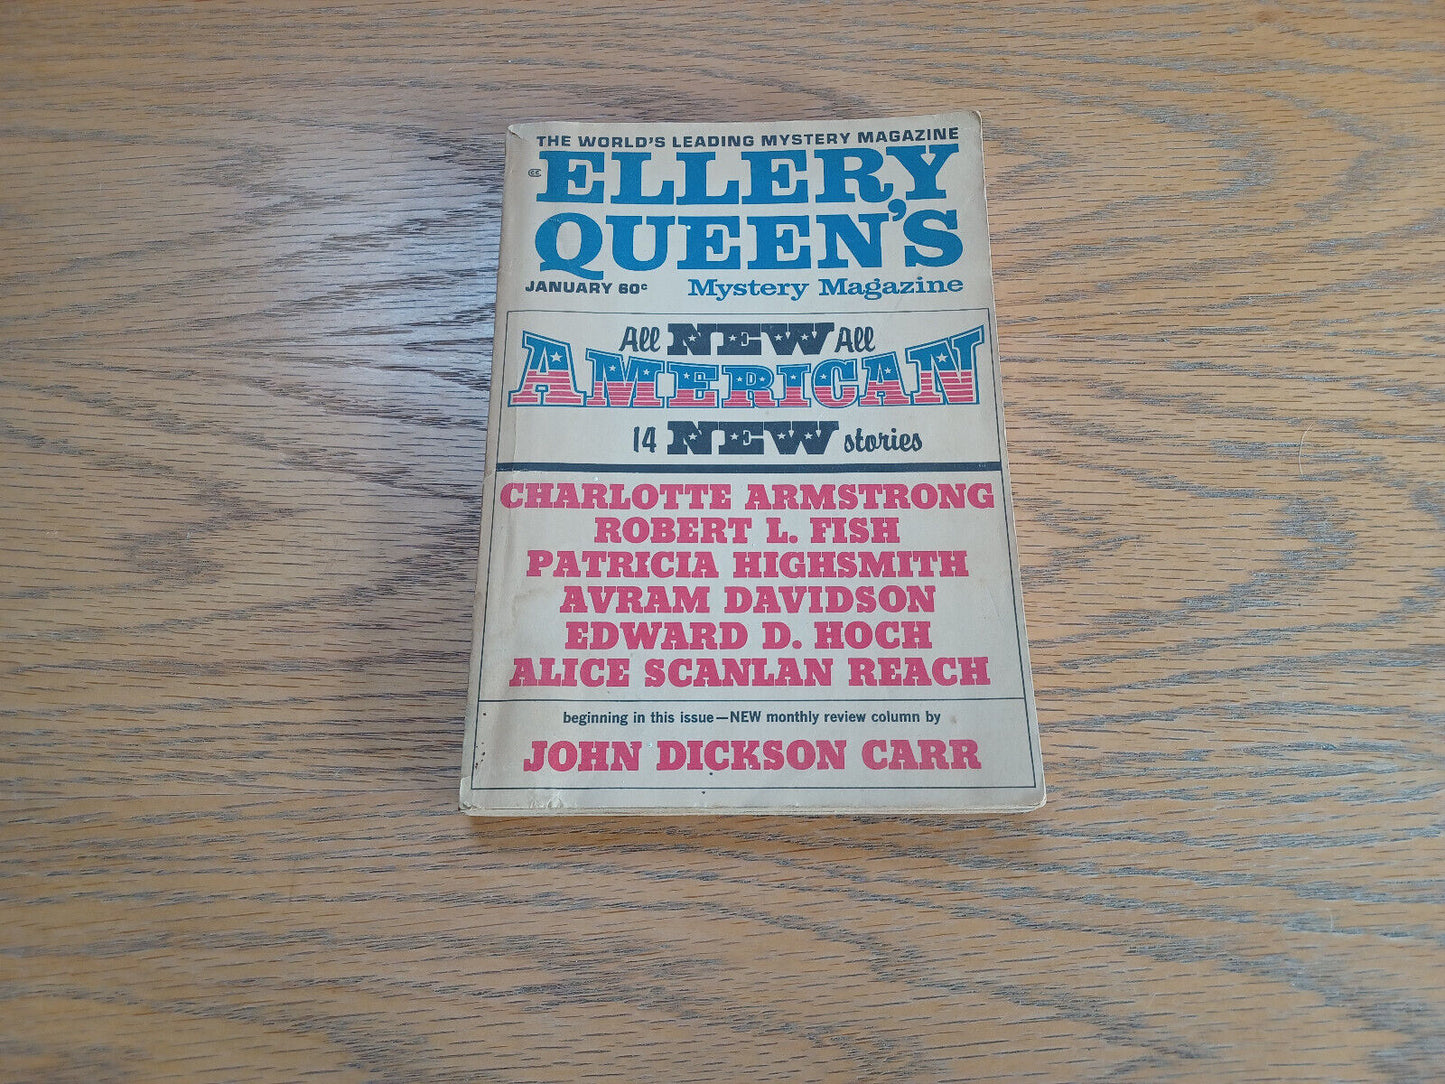 THE WORLD'S LEADING MYSTERY MAGAZINE
ELLERY
QUEEN'S
JANUARY 60¢ Mystery Magazine
All NEW All
AMERICAN
14 NEW stories
CHARLOTTE ARMSTRONG
ROBERT L. FISH
PATRICIA HIGHSMITH
AVRAM DAVIDSON
EDWARD D. HOCH
ALICE SCANLAN REACH
beginning in this issue—NEW monthly review column by
JOHN DICKSON CARR